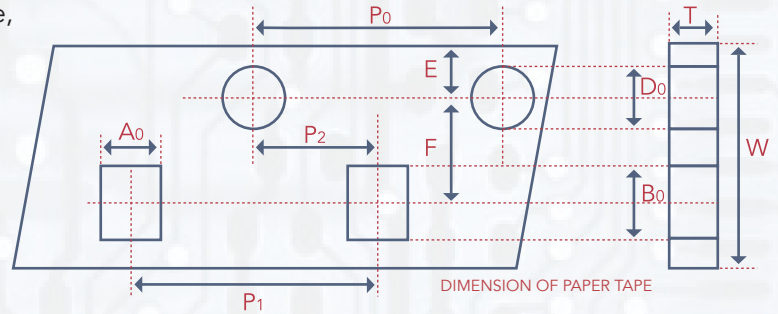 e,
P0
T
E
D0
A0
P2
F
W
B0
DIMENSION OF PAPER TAPE
P1